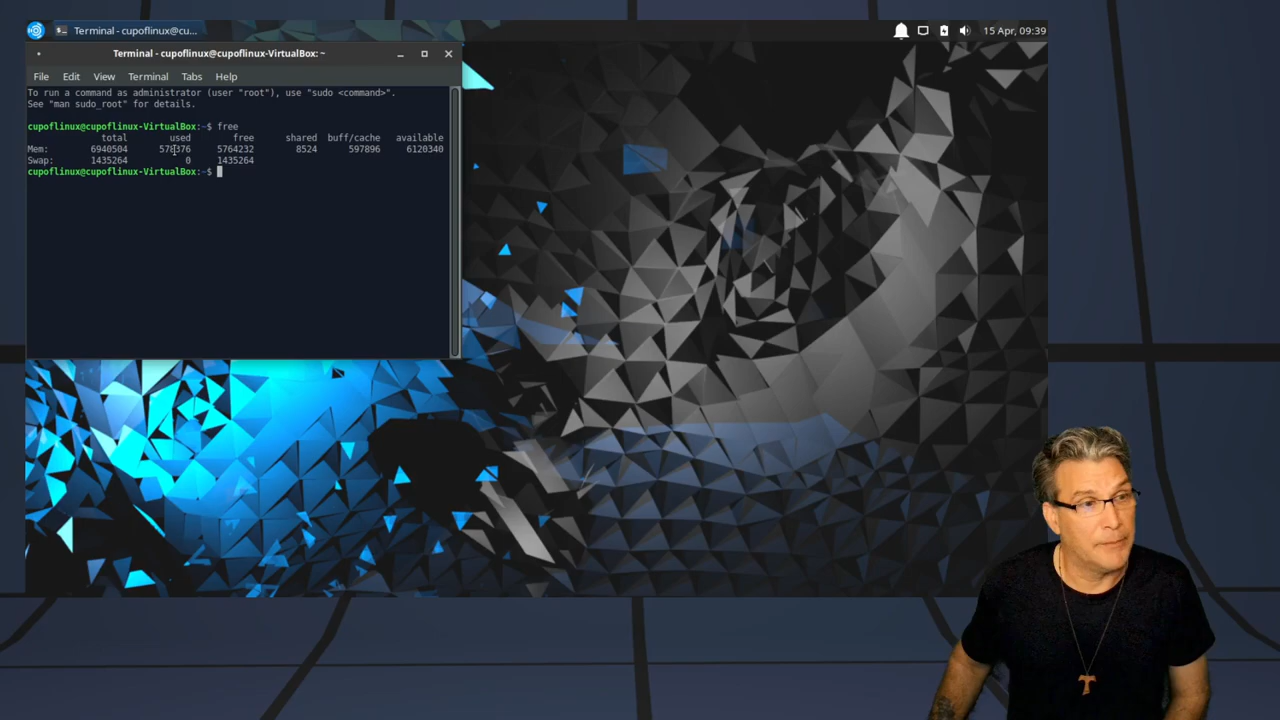 Terminal - cupoflinux@cu...
15 Apr, 09:39
Terminal - cupoflinux@cupoflinux-VirtualBox: ~
File Edit View Terminal Tabs Help
To run a command as administrator (user "root"), use "sudo <command>".
See "man sudo_root" for details.
cupoflinux@cupoflinux-VirtualBox:~$ free
total used free shared buff/cache available
Mem: 6940504 578376 5764232 8524 597896 6120340
Swap: 1435264 0 1435264
cupoflinux@cupoflinux-VirtualBox:~$